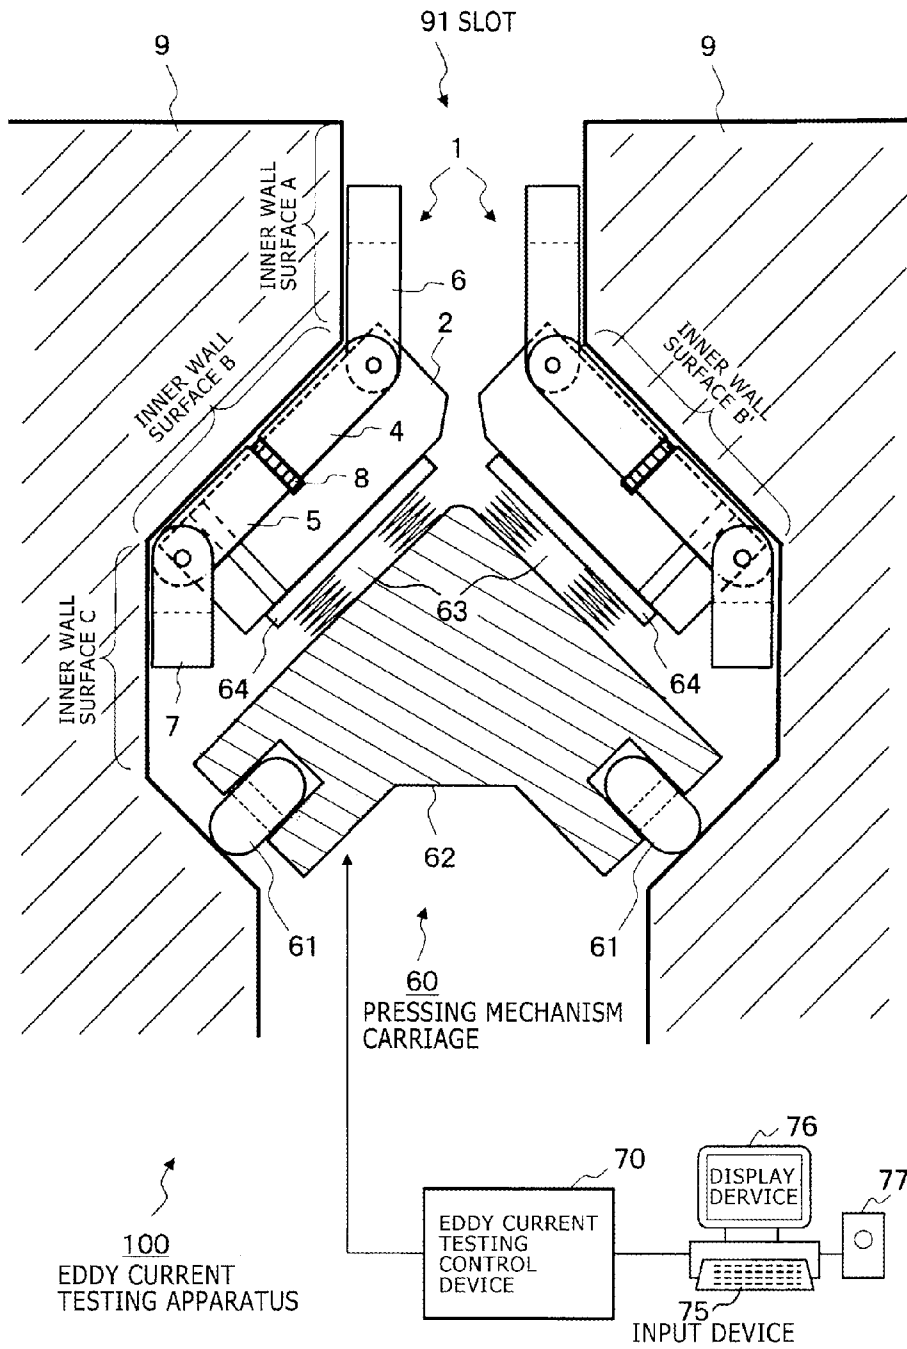 91 SLOT
9
9
1
INNER WALL
SURFACE A
6
2
INNER WALL
SURFACE B
INNER WALL
SURFACE B'
4
8
5
63
INNER WALL
SURFACE C
64
64
7
62
61
61
60
PRESSING MECHANISM
CARRIAGE
100
EDDY CURRENT
TESTING APPARATUS
70
EDDY CURRENT
TESTING
CONTROL
DEVICE
76
DISPLAY
DERVICE
77
75
INPUT DEVICE